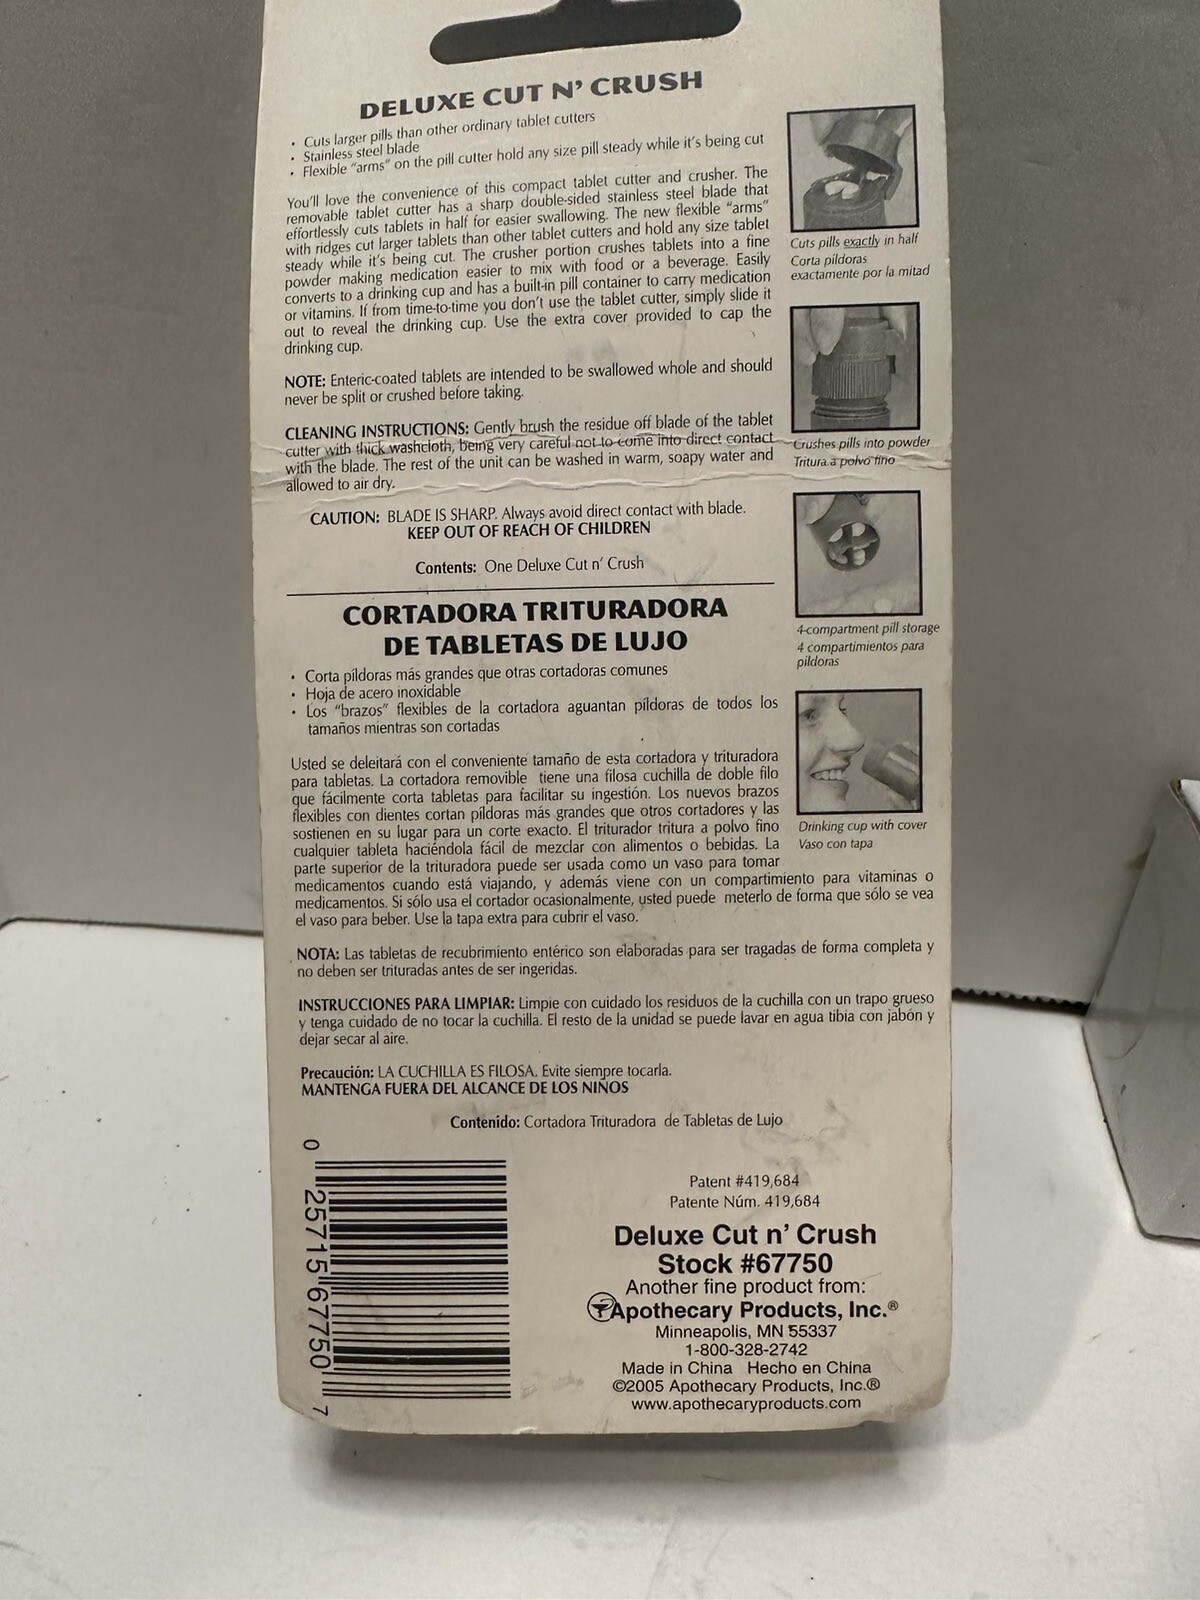 DELUXE CUT N' CRUSH
• Cuts larger pills than other ordinary tablet cutters
• Stainless steel blade
• Flexible "arms" on the pill cutter hold any size pill steady while it's being cut
You'll love the convenience of this compact tablet cutter and crusher. The
removable tablet cutter has a sharp double-sided stainless steel blade that
effortlessly cuts tablets in half for easier swallowing. The new flexible "arms"
with ridges cut larger tablets than other tablet cutters and hold any size tablet
steady while it's being cut. The crusher portion crushes tablets into a fine
powder making medication easier to mix with food or a beverage. Easily
converts to a drinking cup and has a built-in pill container to carry medication
or vitamins. If from time-to-time you don't use the tablet cutter, simply slide it
out to reveal the drinking cup. Use the extra cover provided to cap the
drinking cup.
NOTE: Enteric-coated tablets are intended to be swallowed whole and should
never be split or crushed before taking.
CLEANING INSTRUCTIONS: Gently brush the residue off blade of the tablet
cutter with thick washcloth, being very careful not to come into direct contact
with the blade. The rest of the unit can be washed in warm, soapy water and
allowed to air dry.
CAUTION: BLADE IS SHARP. Always avoid direct contact with blade.
KEEP OUT OF REACH OF CHILDREN
Contents: One Deluxe Cut n' Crush
Cuts pills exactly in half
Corta píldoras
exactamente por la mitad
Crushes pills into powder
Tritura a polvo fino
4-compartment pill storage
4 compartimientos para
píldoras
Drinking cup with cover
Vaso con tapa
CORTADORA TRITURADORA
DE TABLETAS DE LUJO
• Corta píldoras más grandes que otras cortadoras comunes
• Hoja de acero inoxidable
• Los "brazos" flexibles de la cortadora aguantan píldoras de todos los
tamaños mientras son cortadas
Usted se deleitará con el conveniente tamaño de esta cortadora y trituradora
para tabletas. La cortadora removible tiene una filosa cuchilla de doble filo
que fácilmente corta tabletas para facilitar su ingestión. Los nuevos brazos
flexibles con dientes cortan píldoras más grandes que otros cortadores y las
sostienen en su lugar para un corte exacto. El triturador tritura a polvo fino
cualquier tableta haciéndola fácil de mezclar con alimentos o bebidas. La
parte superior de la trituradora puede ser usada como un vaso para tomar
medicamentos cuando está viajando, y además viene con un compartimiento para vitaminas o
medicamentos. Si sólo usa el cortador ocasionalmente, usted puede meterlo de forma que sólo se vea
el vaso para beber. Use la tapa extra para cubrir el vaso.
NOTA: Las tabletas de recubrimiento entérico son elaboradas para ser tragadas de forma completa y
no deben ser trituradas antes de ser ingeridas.
INSTRUCCIONES PARA LIMPIAR: Limpie con cuidado los residuos de la cuchilla con un trapo grueso
y tenga cuidado de no tocar la cuchilla. El resto de la unidad se puede lavar en agua tibia con jabón y
dejar secar al aire.
Precaución: LA CUCHILLA ES FILOSA. Evite siempre tocarla.
MANTENGA FUERA DEL ALCANCE DE LOS NIÑOS
Contenido: Cortadora Trituradora de Tabletas de Lujo
0 25715 67750 7
Patent #419,684
Patente Núm. 419,684
Deluxe Cut n' Crush
Stock #67750
Another fine product from:
Apothecary Products, Inc.®
Minneapolis, MN 55337
1-800-328-2742
Made in China Hecho en China
©2005 Apothecary Products, Inc.®
www.apothecaryproducts.com